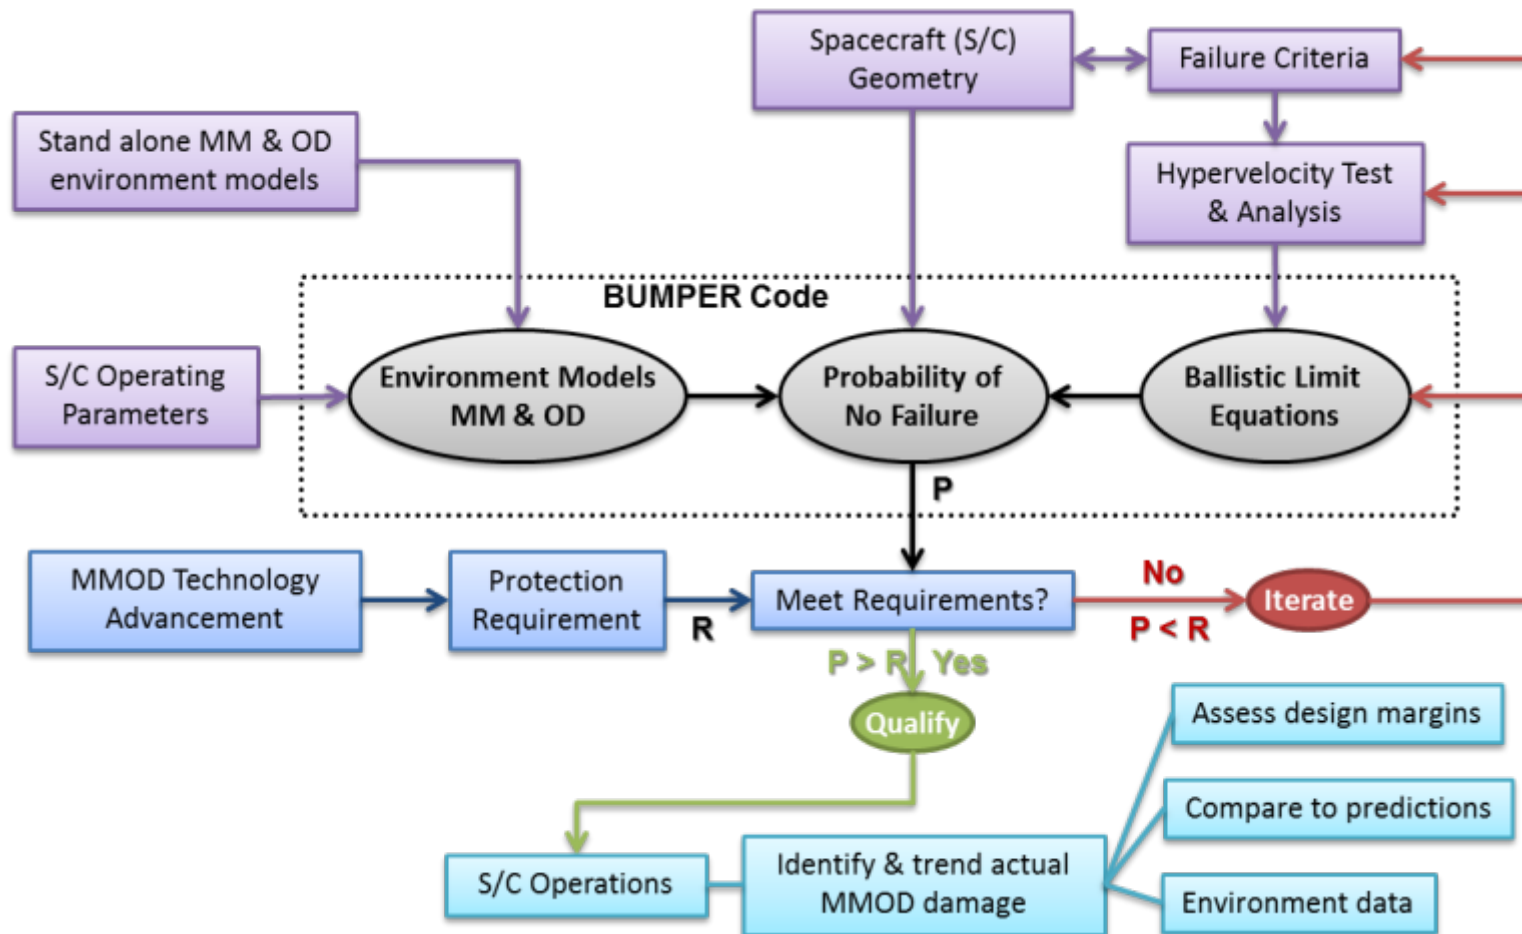 Spacecraft (S/C)
Geometry
Failure Criteria
Stand alone MM & OD
environment models
Hypervelocity Test
& Analysis
BUMPER Code
S/C Operating
Parameters
Environment Models
MM & OD
Probability of
No Failure
Ballistic Limit
Equations
P
MMOD Technology
Advancement
Protection
Requirement
R
Meet Requirements?
No
P < R
Iterate
P > R Yes
Qualify
Assess design margins
Compare to predictions
S/C Operations
Identify & trend actual
MMOD damage
Environment data